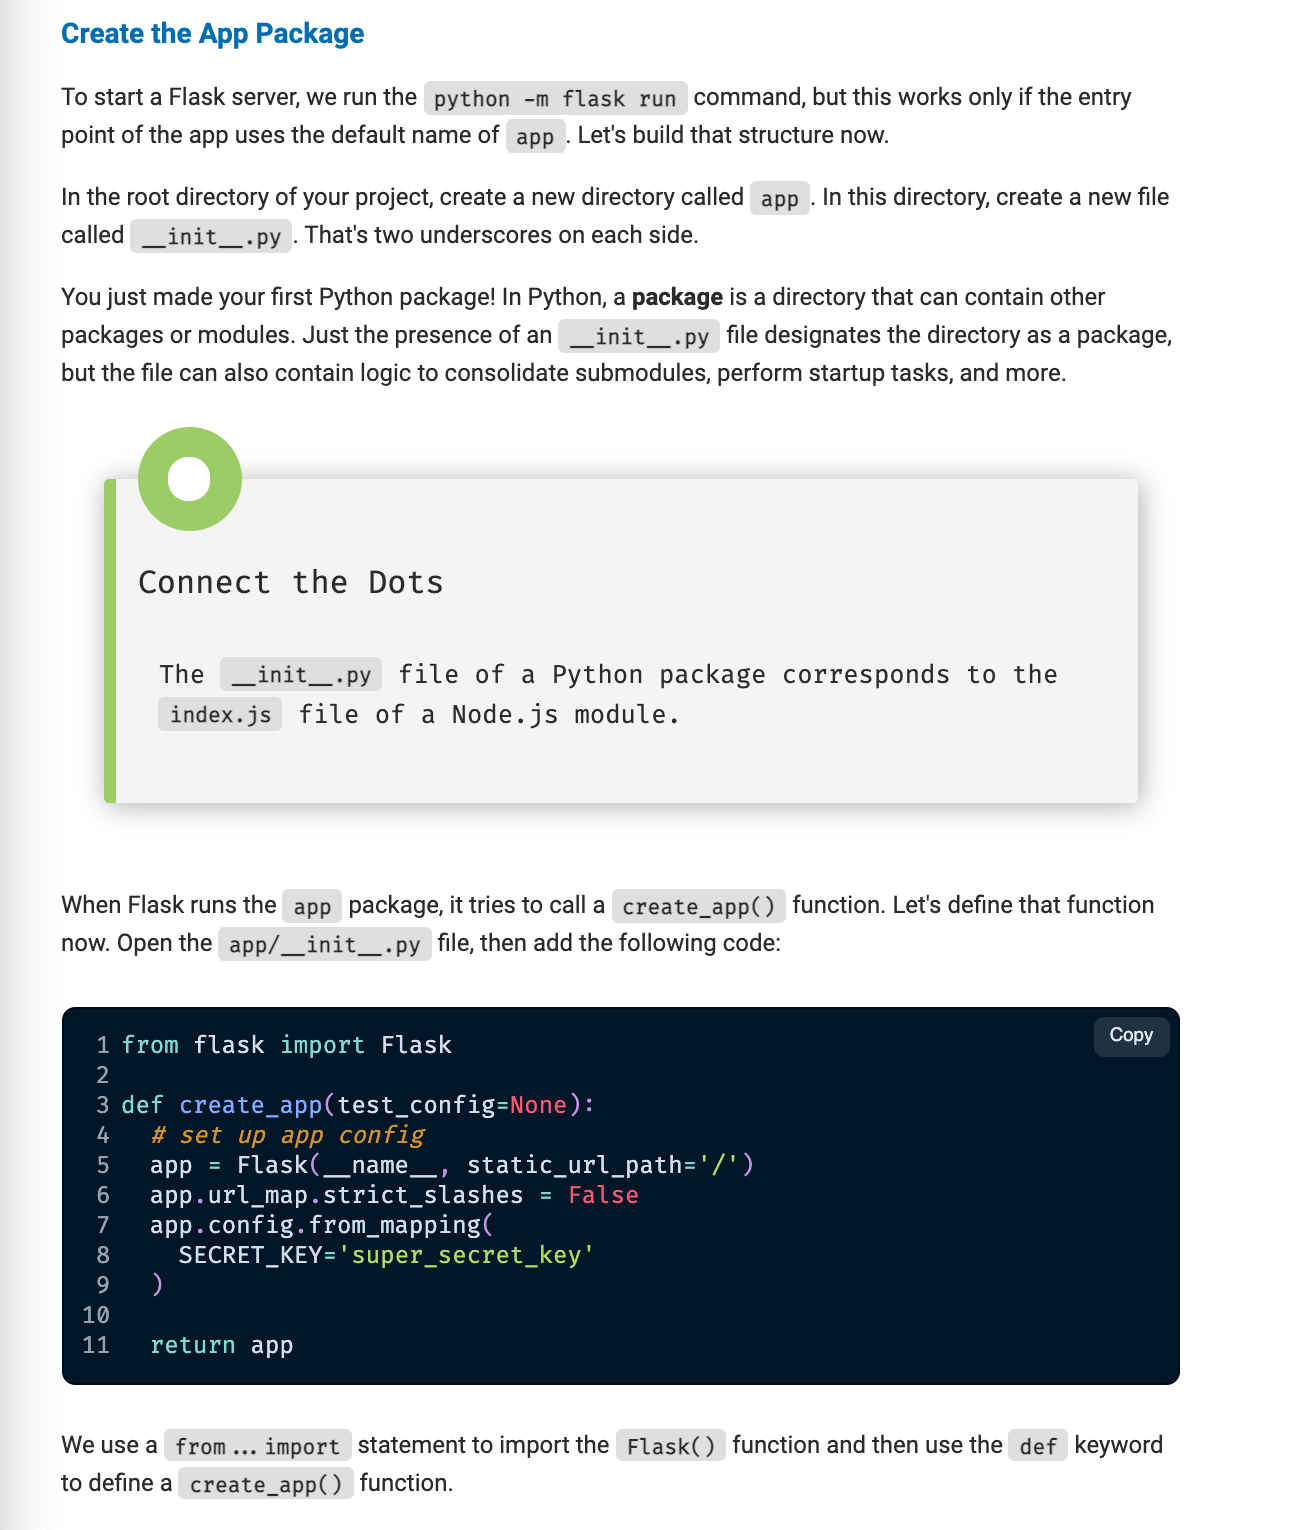 Create the App Package
To start a Flask server, we run the python -m flask run command, but this works only if the entry
point of the app uses the default name of app . Let's build that structure now.
In the root directory of your project, create a new directory called app . In this directory, create a new file
called __init__.py . That's two underscores on each side.
You just made your first Python package! In Python, a package is a directory that can contain other
packages or modules. Just the presence of an __init__.py file designates the directory as a package,
but the file can also contain logic to consolidate submodules, perform startup tasks, and more.
Connect the Dots
The __init__.py file of a Python package corresponds to the
index.js file of a Node.js module.
When Flask runs the app package, it tries to call a create_app() function. Let's define that function
now. Open the app/__init__.py file, then add the following code:
Copy
1 from flask import Flask
2
3 def create_app(test_config=None):
4   # set up app config
5   app = Flask(__name__, static_url_path='/')
6   app.url_map.strict_slashes = False
7   app.config.from_mapping(
8     SECRET_KEY='super_secret_key'
9   )
10
11   return app
We use a from ... import statement to import the Flask() function and then use the def keyword
to define a create_app() function.